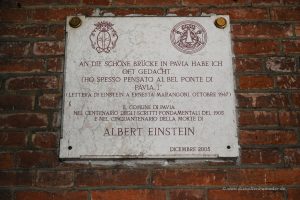 AN DIE SCHÖNE BRÜCKE IN PAVIA HABE ICH
OFT GEDACHT
(HO SPESSO PENSATO AL BEL PONTE DI
PAVIA...)
(LETTERA DI EINSTEIN A ERNESTA MARANGONI, OTTOBRE 1947)
IL COMUNE DI PAVIA
NEL CENTENARIO DEGLI SCRITTI FONDAMENTALI DEL 1905
E NEL CINQUANTENARIO DELLA MORTE DI
ALBERT EINSTEIN
DICEMBRE 2005